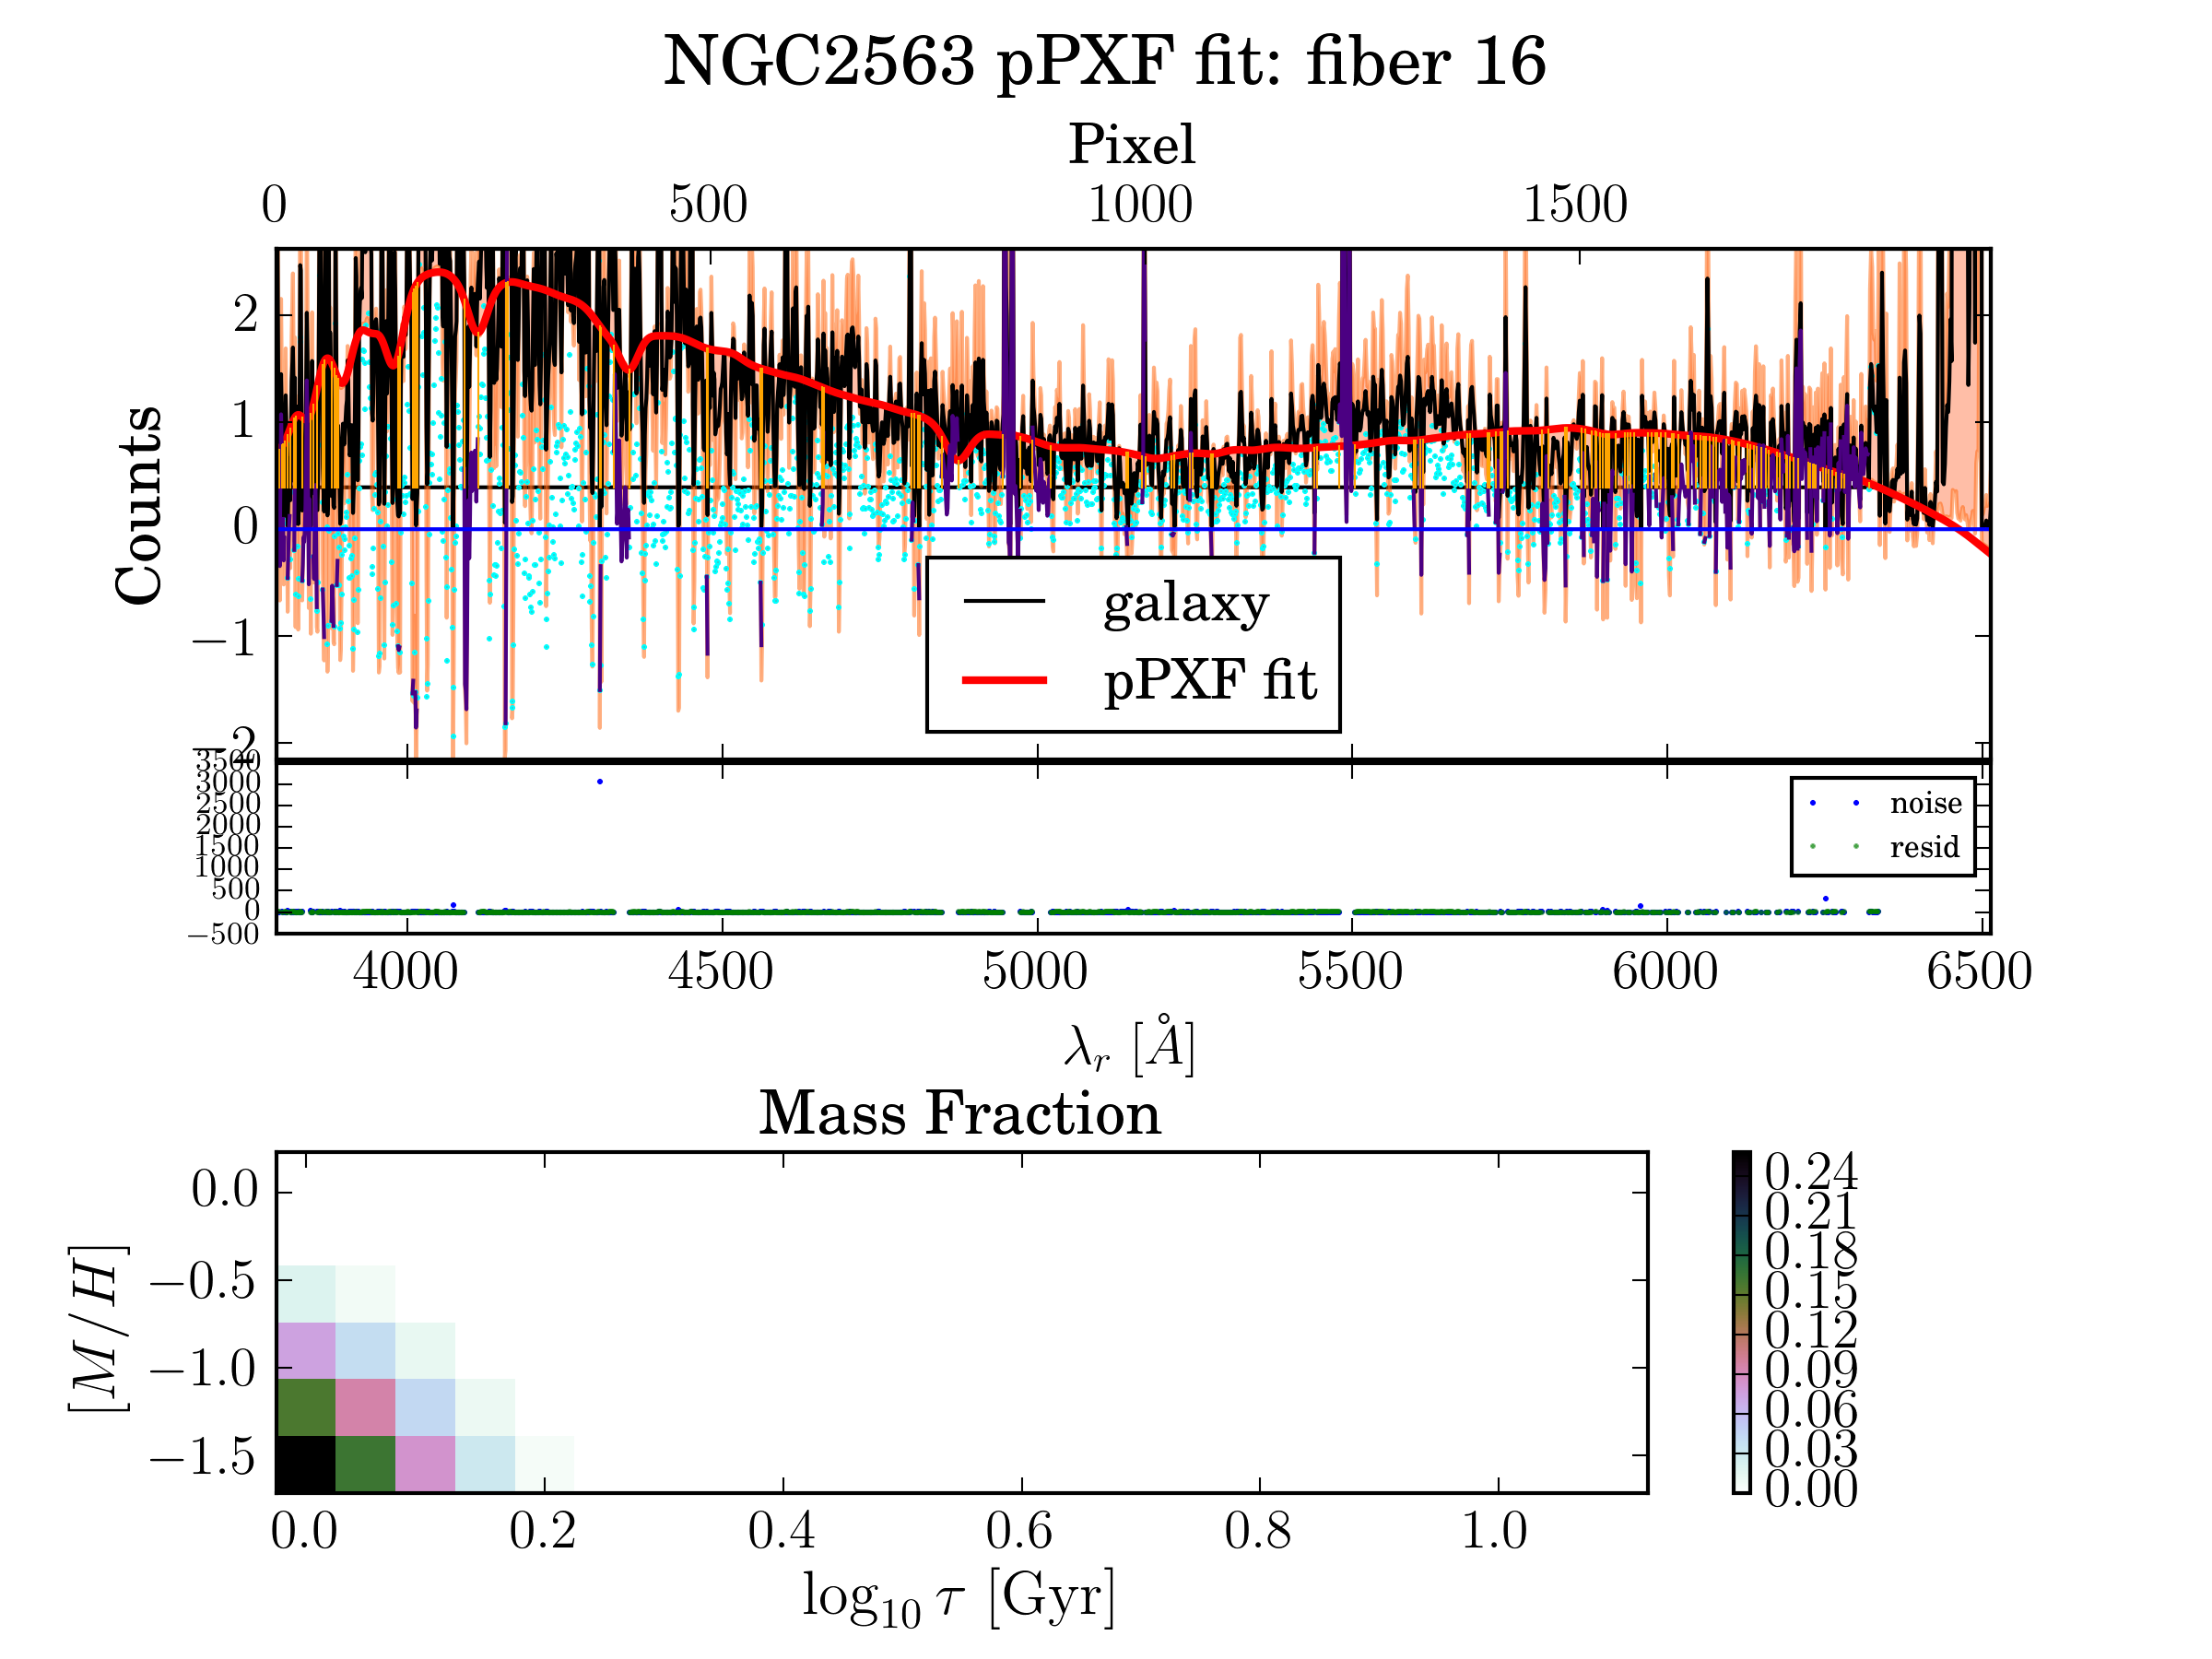 NGC2563 pPXF fit: fiber 16
Pixel
0 500 1000 1500
Counts
2
1
0
−1
−2
galaxy
pPXF fit
3500
3000
2500
2000
1500
1000
500
0
−500
noise
resid
4000 4500 5000 5500 6000 6500
λr [Å]
Mass Fraction
[M/H]
0.0
−0.5
−1.0
−1.5
0.0 0.2 0.4 0.6 0.8 1.0
log10 τ [Gyr]
0.24
0.21
0.18
0.15
0.12
0.09
0.06
0.03
0.00